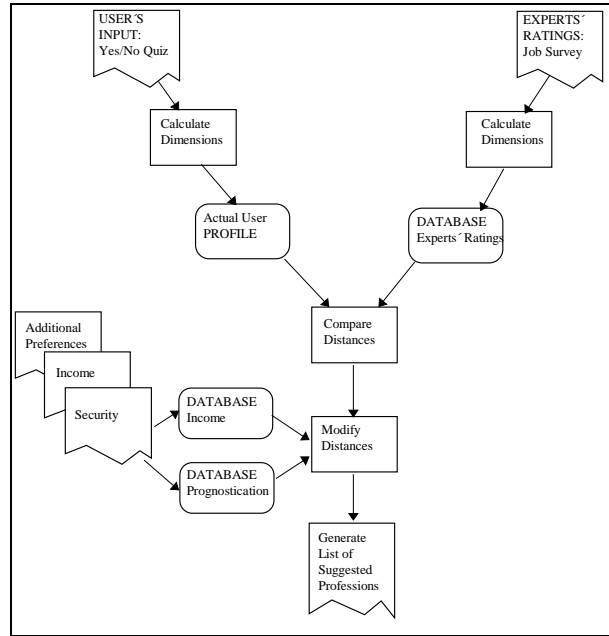 USER´S
INPUT:
Yes/No Quiz
EXPERTS´
RATINGS:
Job Survey
Calculate
Dimensions
Calculate
Dimensions
Actual User
PROFILE
DATABASE
Experts´ Ratings
Compare
Distances
Additional
Preferences
Income
Security
DATABASE
Income
DATABASE
Prognostication
Modify
Distances
Generate
List of
Suggested
Professions